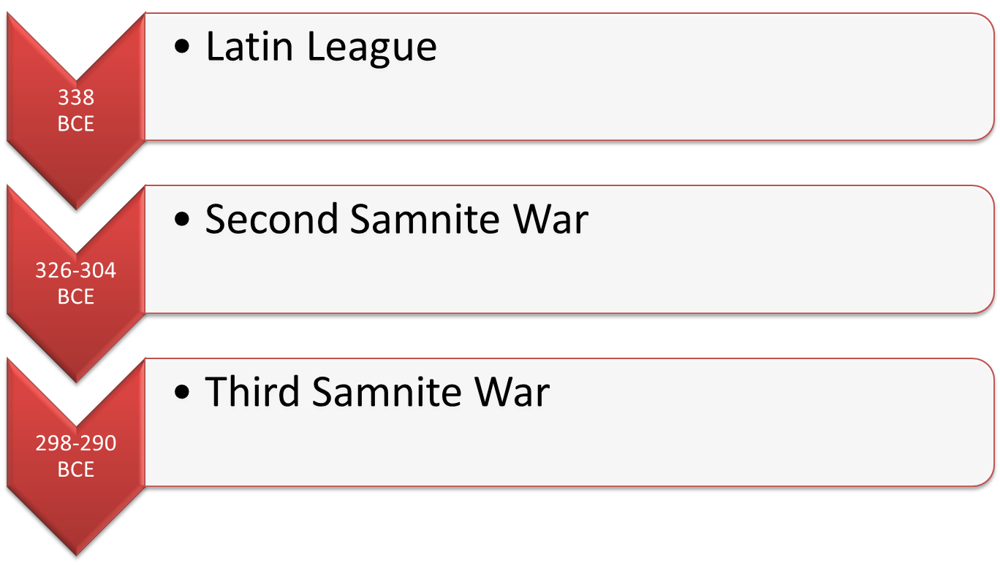 338
BCE
• Latin League
326-304
BCE
• Second Samnite War
298-290
BCE
• Third Samnite War